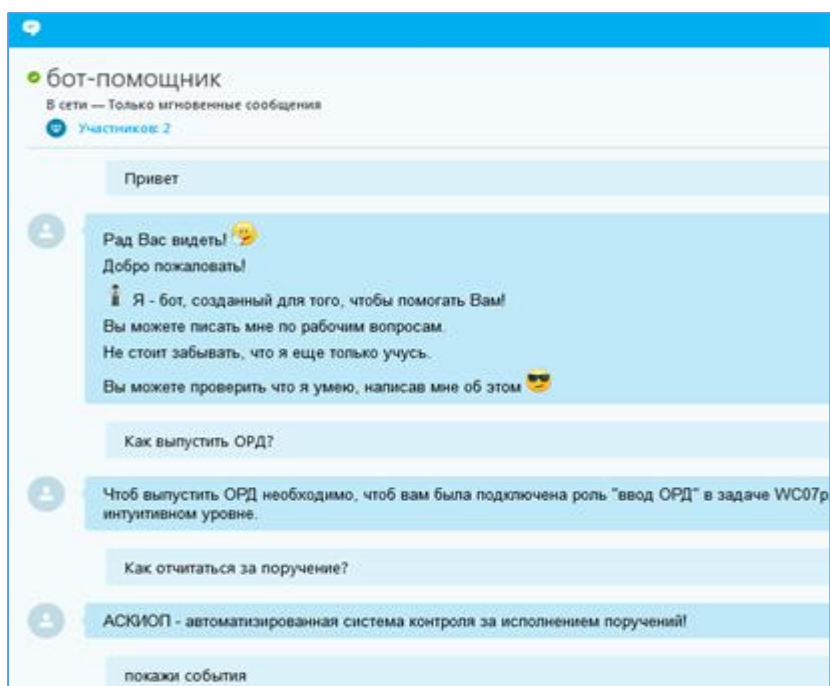 бот-помощник
В сети — Только мгновенные сообщения
Участников: 2
Привет
Рад Вас видеть!
Добро пожаловать!
Я - бот, созданный для того, чтобы помогать Вам!
Вы можете писать мне по рабочим вопросам.
Не стоит забывать, что я еще только учусь.
Вы можете проверить что я умею, написав мне об этом
Как выпустить ОРД?
Чтоб выпустить ОРД необходимо, чтоб вам была подключена роль "ввод ОРД" в задаче WC07p
интуитивном уровне.
Как отчитаться за поручение?
АСКИОП - автоматизированная система контроля за исполнением поручений!
покажи события